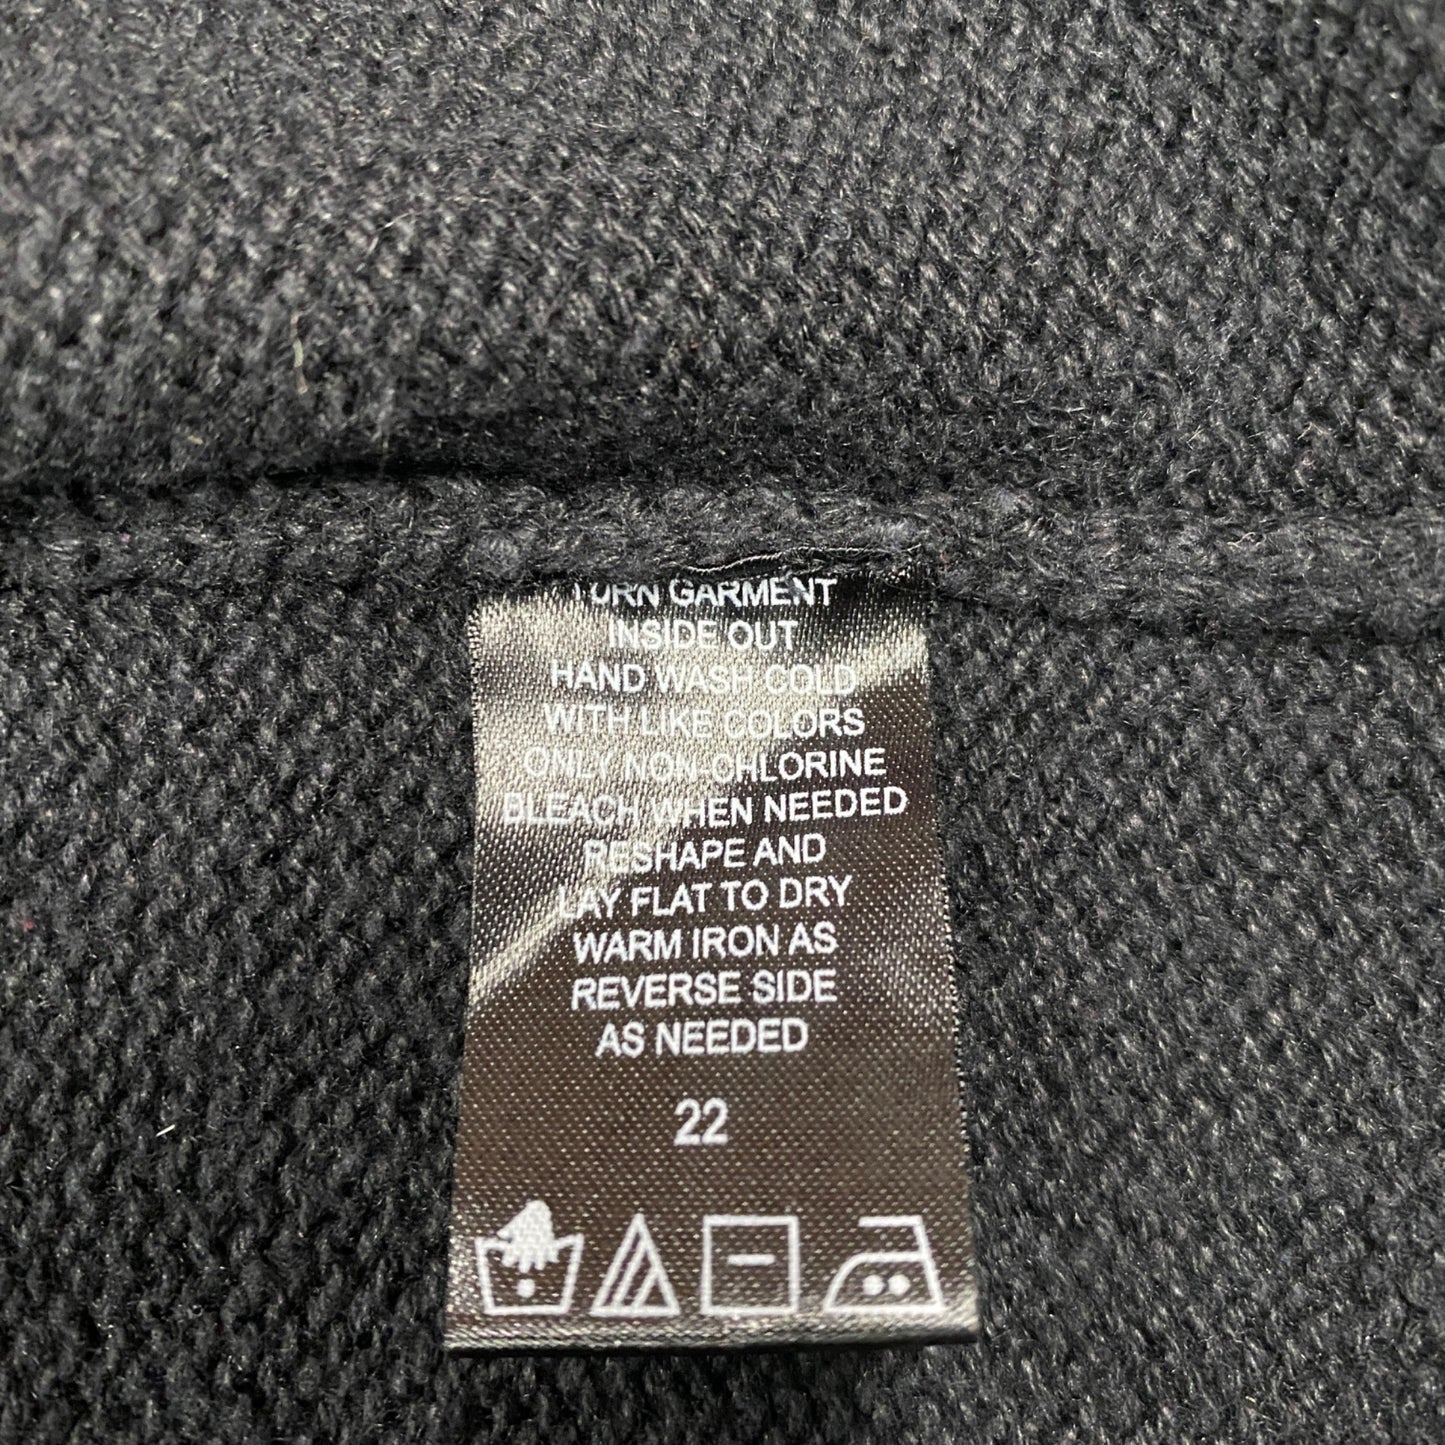 TURN GARMENT
INSIDE OUT
HAND WASH COLD
WITH LIKE COLORS
ONLY NON-CHLORINE
BLEACH WHEN NEEDED
RESHAPE AND
LAY FLAT TO DRY
WARM IRON AS
REVERSE SIDE
AS NEEDED
22